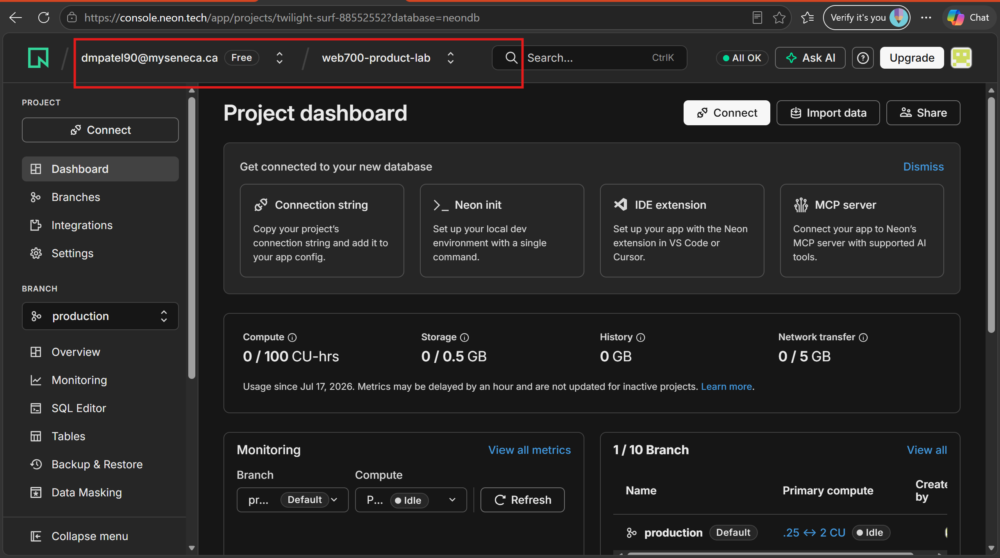 https://console.neon.tech/app/projects/twilight-surf-88552552?database=neondb
Verify it's you
Chat
dmpatel90@myseneca.ca Free
web700-product-lab
Search...
CtrlK
All OK
Ask AI
Upgrade
PROJECT
Connect
Dashboard
Branches
Integrations
Settings
BRANCH
production
Overview
Monitoring
SQL Editor
Tables
Backup & Restore
Data Masking
Collapse menu
Project dashboard
Connect
Import data
Share
Get connected to your new database
Dismiss
Connection string
Copy your project's
connection string and add it to
your app config.
Neon init
Set up your local dev
environment with a single
command.
IDE extension
Set up your app with the Neon
extension in VS Code or
Cursor.
MCP server
Connect your app to Neon's
MCP server with supported AI
tools.
Compute
0 / 100 CU-hrs
Storage
0 / 0.5 GB
History
0 GB
Network transfer
0 / 5 GB
Usage since Jul 17, 2026. Metrics may be delayed by an hour and are not updated for inactive projects. Learn more.
Monitoring
View all metrics
Branch
pr... Default
Compute
P... Idle
Refresh
1 / 10 Branch
View all
Name
Primary compute
Create
by
production Default
.25 ↔ 2 CU Idle